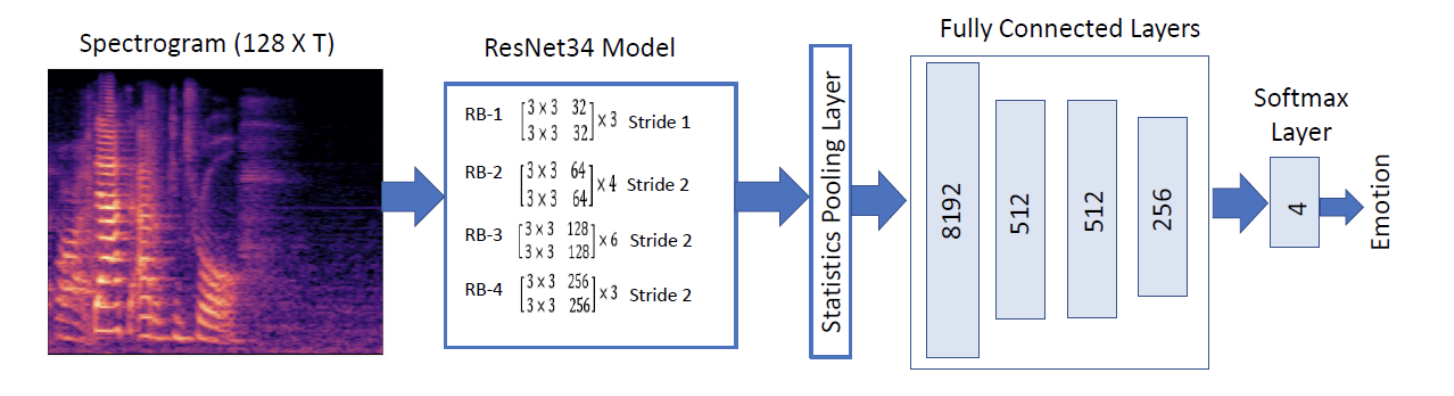 Spectrogram (128 X T)
ResNet34 Model
RB-1 [3 × 3 32
3 × 3 32] × 3 Stride 1
RB-2 [3 × 3 64
3 × 3 64] × 4 Stride 2
RB-3 [3 × 3 128
3 × 3 128] × 6 Stride 2
RB-4 [3 × 3 256
3 × 3 256] × 3 Stride 2
Statistics Pooling Layer
Fully Connected Layers
8192
512
512
256
Softmax
Layer
4
Emotion